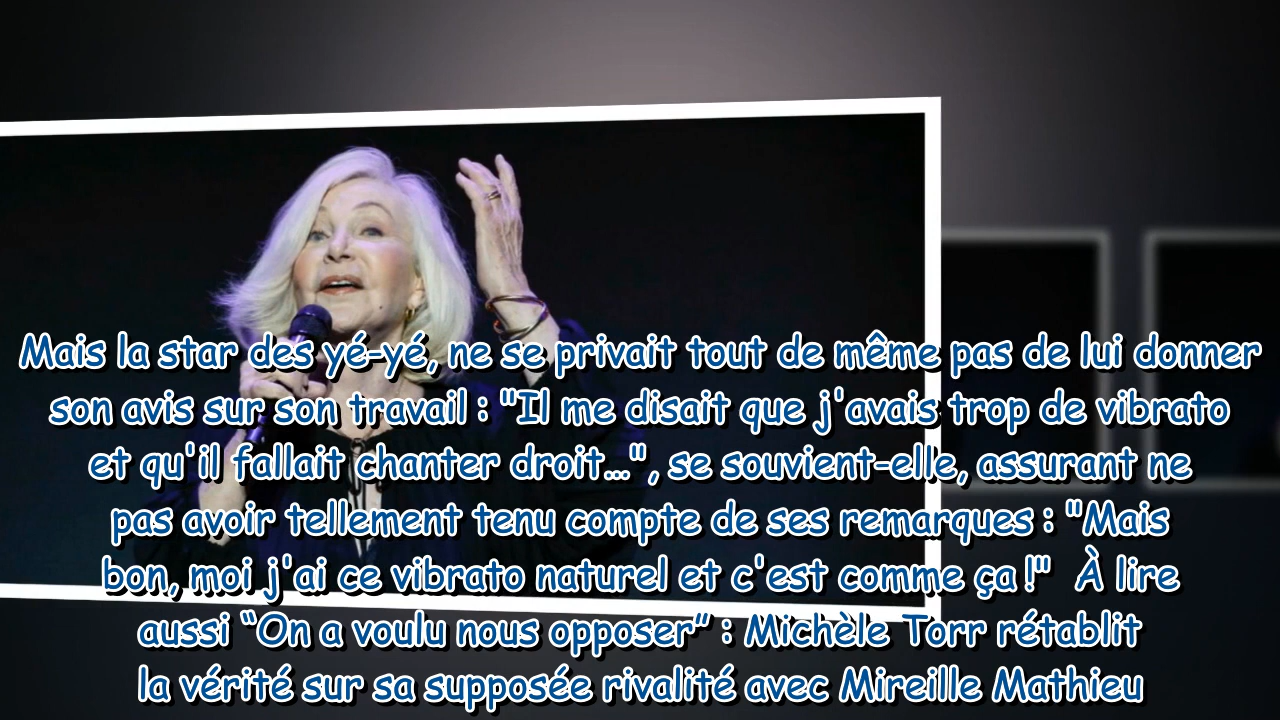 Mais la star des yé-yé, ne se privait tout de même pas de lui donner
son avis sur son travail : "Il me disait que j'avais trop de vibrato
et qu'il fallait chanter droit...", se souvient-elle, assurant ne
pas avoir tellement tenu compte de ses remarques : "Mais
bon, moi j'ai ce vibrato naturel et c'est comme ça !"  À lire
aussi “On a voulu nous opposer” : Michèle Torr rétablit
la vérité sur sa supposée rivalité avec Mireille Mathieu